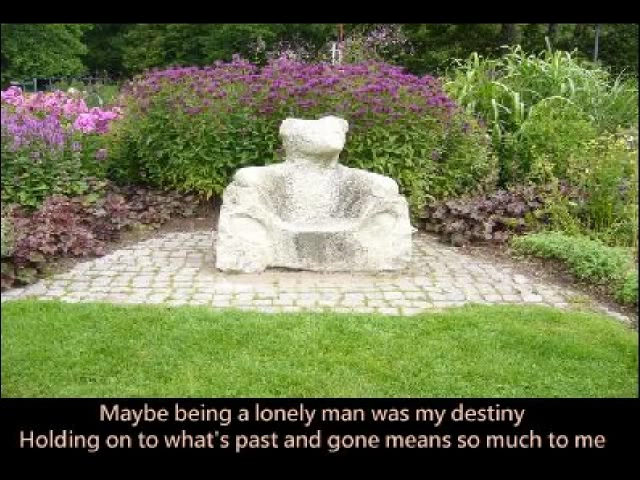 Maybe being a lonely man was my destiny
Holding on to what's past and gone means so much to me